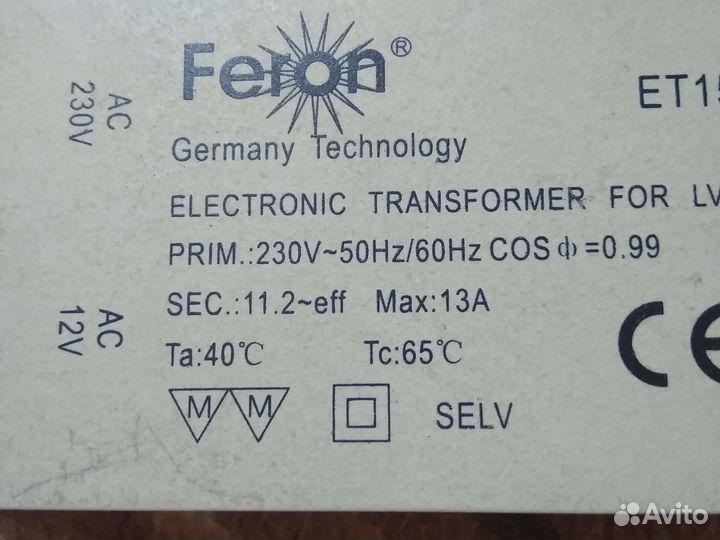 Feron®
ET15
Germany Technology
AC
230V
ELECTRONIC TRANSFORMER FOR LV
PRIM.:230V~50Hz/60Hz COS φ=0.99
SEC.:11.2~eff Max:13A
AC
12V
Ta:40℃ Tc:65℃
CE
M M SELV
Avito